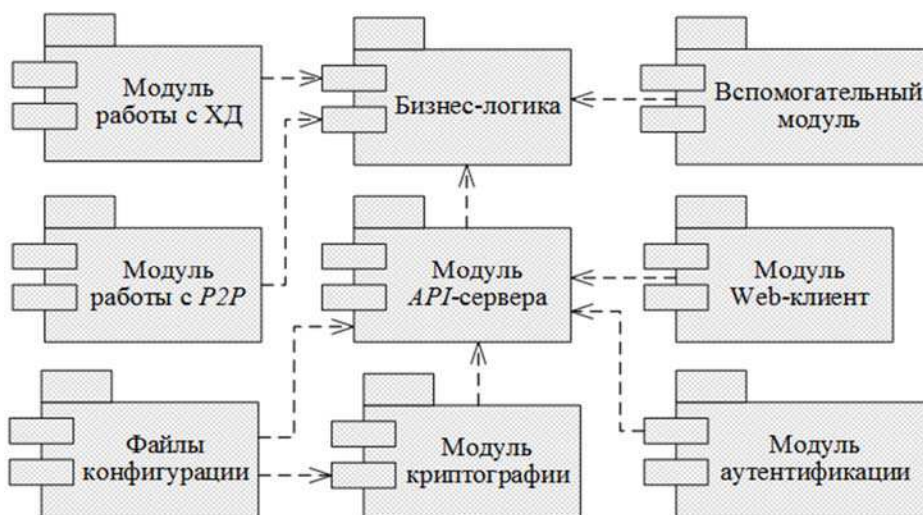 Модуль
работы с ХД
Бизнес-логика
Вспомогательный
модуль
Модуль
работы с P2P
Модуль
API-сервера
Модуль
Web-клиент
Файлы
конфигурации
Модуль
криптографии
Модуль
аутентификации